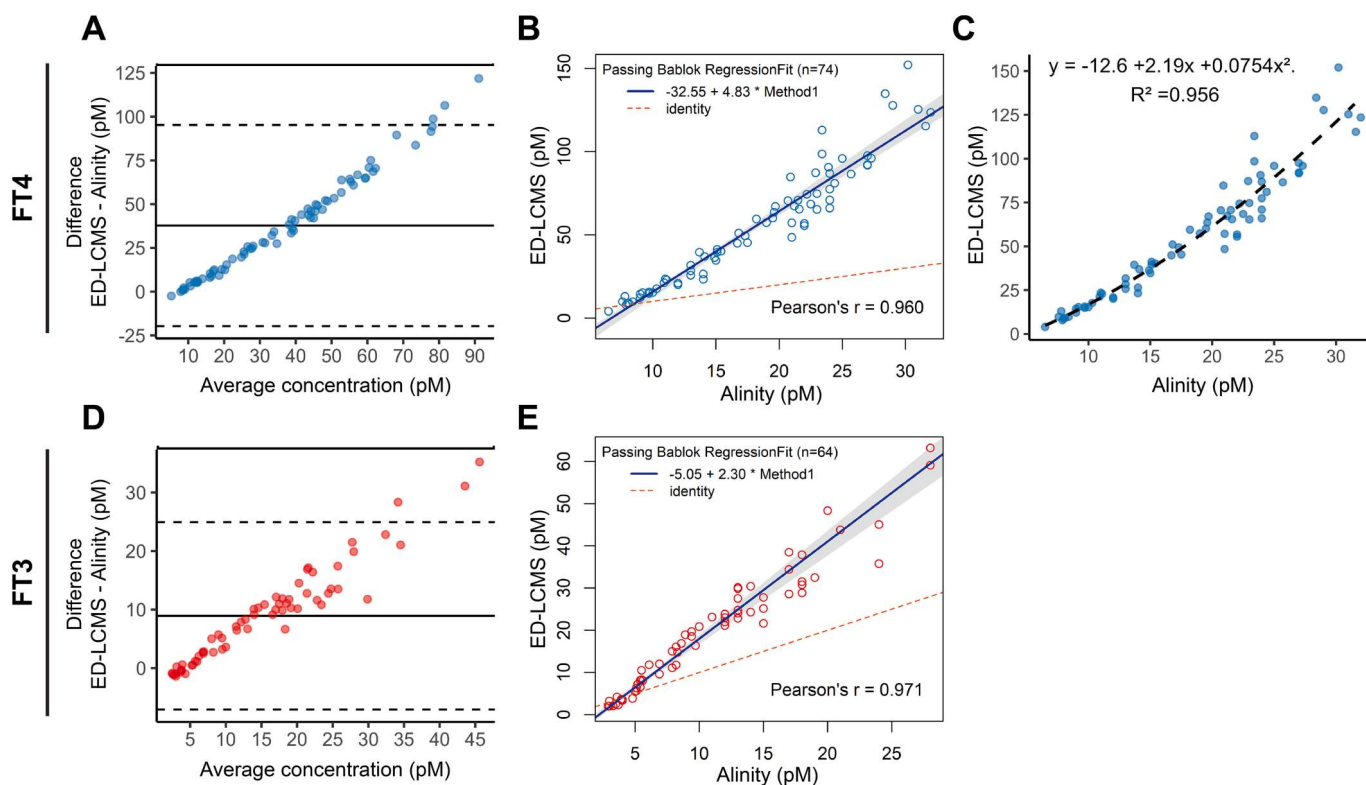 A
FT4
Difference
ED-LCMS - Alinity (pM)
125
100
75
50
25
0
-25
10 20 30 40 50 60 70 80 90
Average concentration (pM)
B
Passing Bablok RegressionFit (n=74)
-32.55 + 4.83 * Method1
identity
Pearson's r = 0.960
ED-LCMS (pM)
150
100
50
0
10 15 20 25 30
Alinity (pM)
C
y = -12.6 +2.19x +0.0754x².
R² =0.956
ED-LCMS (pM)
150
125
100
75
50
25
0
10 15 20 25 30
Alinity (pM)
D
FT3
Difference
ED-LCMS - Alinity (pM)
30
20
10
0
5 10 15 20 25 30 35 40 45
Average concentration (pM)
E
Passing Bablok RegressionFit (n=64)
-5.05 + 2.30 * Method1
identity
Pearson's r = 0.971
ED-LCMS (pM)
60
50
40
30
20
10
0
5 10 15 20 25
Alinity (pM)